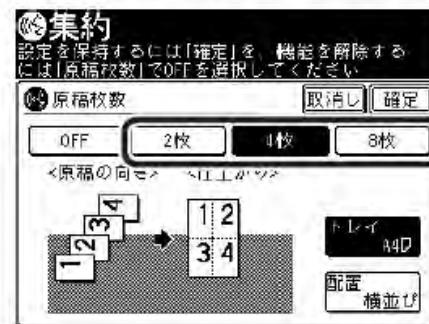 集約
設定を保持するには「確定」を、機能を解除する
には「原稿枚数」でOFFを選択してください
原稿枚数 取消し 確定
OFF 2枚 4枚 8枚
<原稿の向き> <仕上がり>
1 2 3 4
1 2
3 4
トレイ
A4
配置
横並び